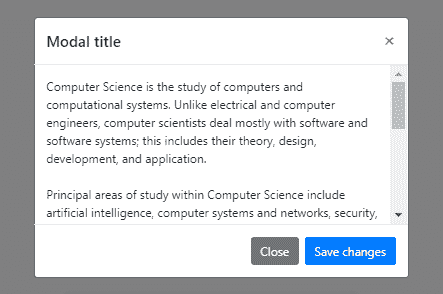 Modal title
×
Computer Science is the study of computers and
computational systems. Unlike electrical and computer
engineers, computer scientists deal mostly with software and
software systems; this includes their theory, design,
development, and application.
Principal areas of study within Computer Science include
artificial intelligence, computer systems and networks, security,
Close
Save changes